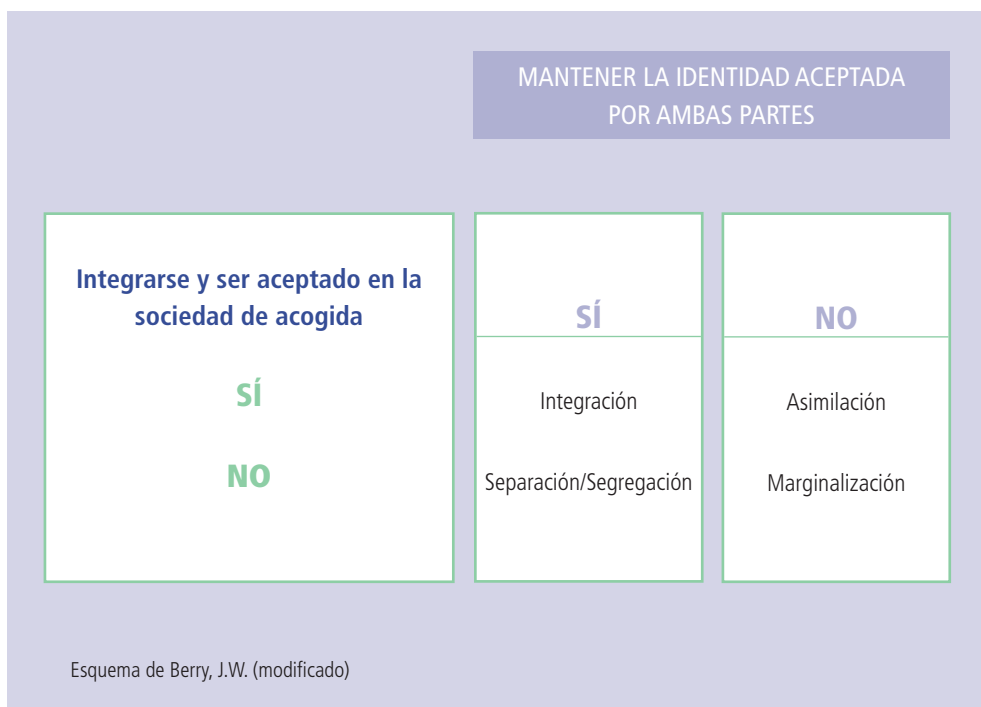 MANTENER LA IDENTIDAD ACEPTADA
POR AMBAS PARTES
Integrarse y ser aceptado en la
sociedad de acogida
SÍ
NO
SÍ
NO
Integración
Asimilación
Separación/Segregación
Marginalización
Esquema de Berry, J.W. (modificado)